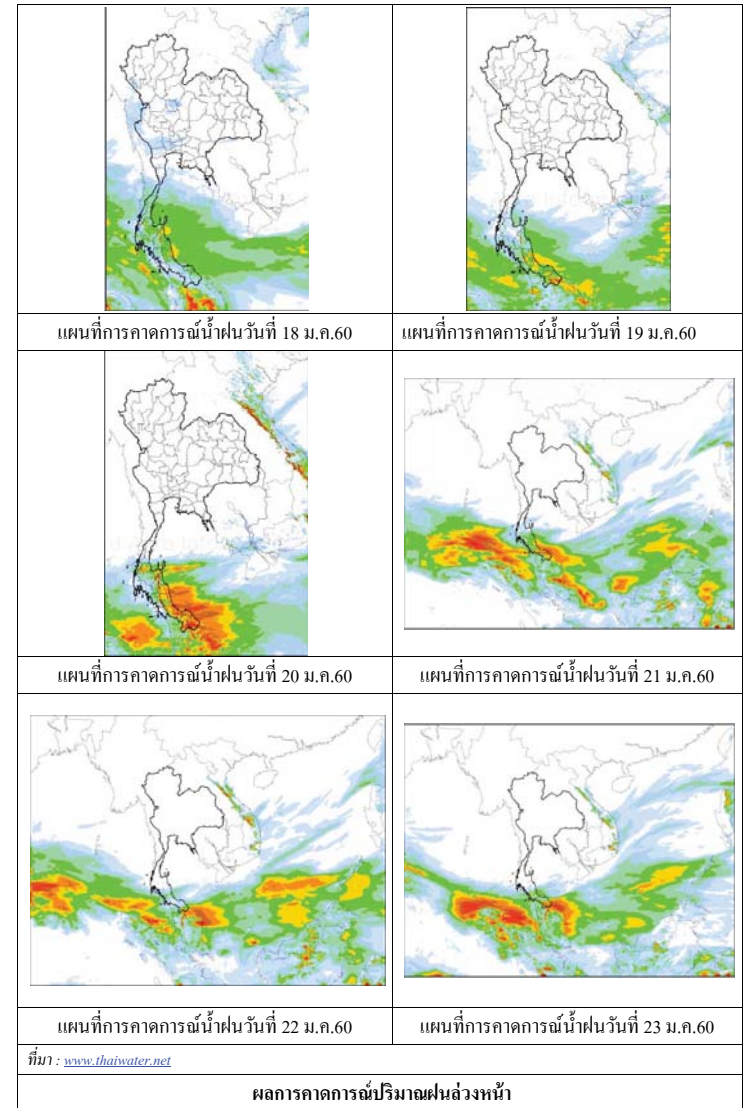 แผนที่การคาดการณ์น้ำฝนวันที่ 18 ม.ค.60
แผนที่การคาดการณ์น้ำฝนวันที่ 19 ม.ค.60
แผนที่การคาดการณ์น้ำฝนวันที่ 20 ม.ค.60
แผนที่การคาดการณ์น้ำฝนวันที่ 21 ม.ค.60
แผนที่การคาดการณ์น้ำฝนวันที่ 22 ม.ค.60
แผนที่การคาดการณ์น้ำฝนวันที่ 23 ม.ค.60
ที่มา : www.thaiwater.net
ผลการคาดการณ์ปริมาณฝนล่วงหน้า